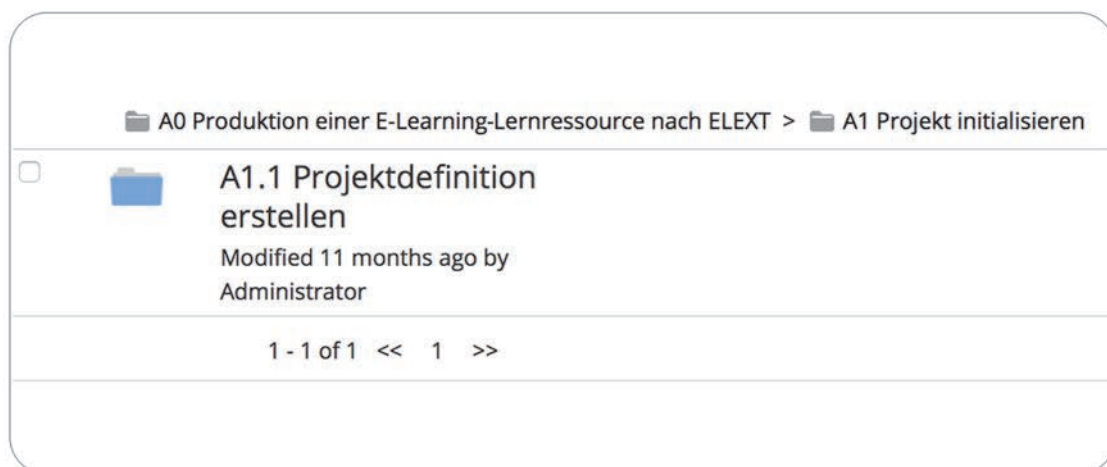 A0 Produktion einer E-Learning-Lernressource nach ELEXT > A1 Projekt initialisieren
A1.1 Projektdefinition
erstellen
Modified 11 months ago by
Administrator
1 - 1 of 1 << 1 >>